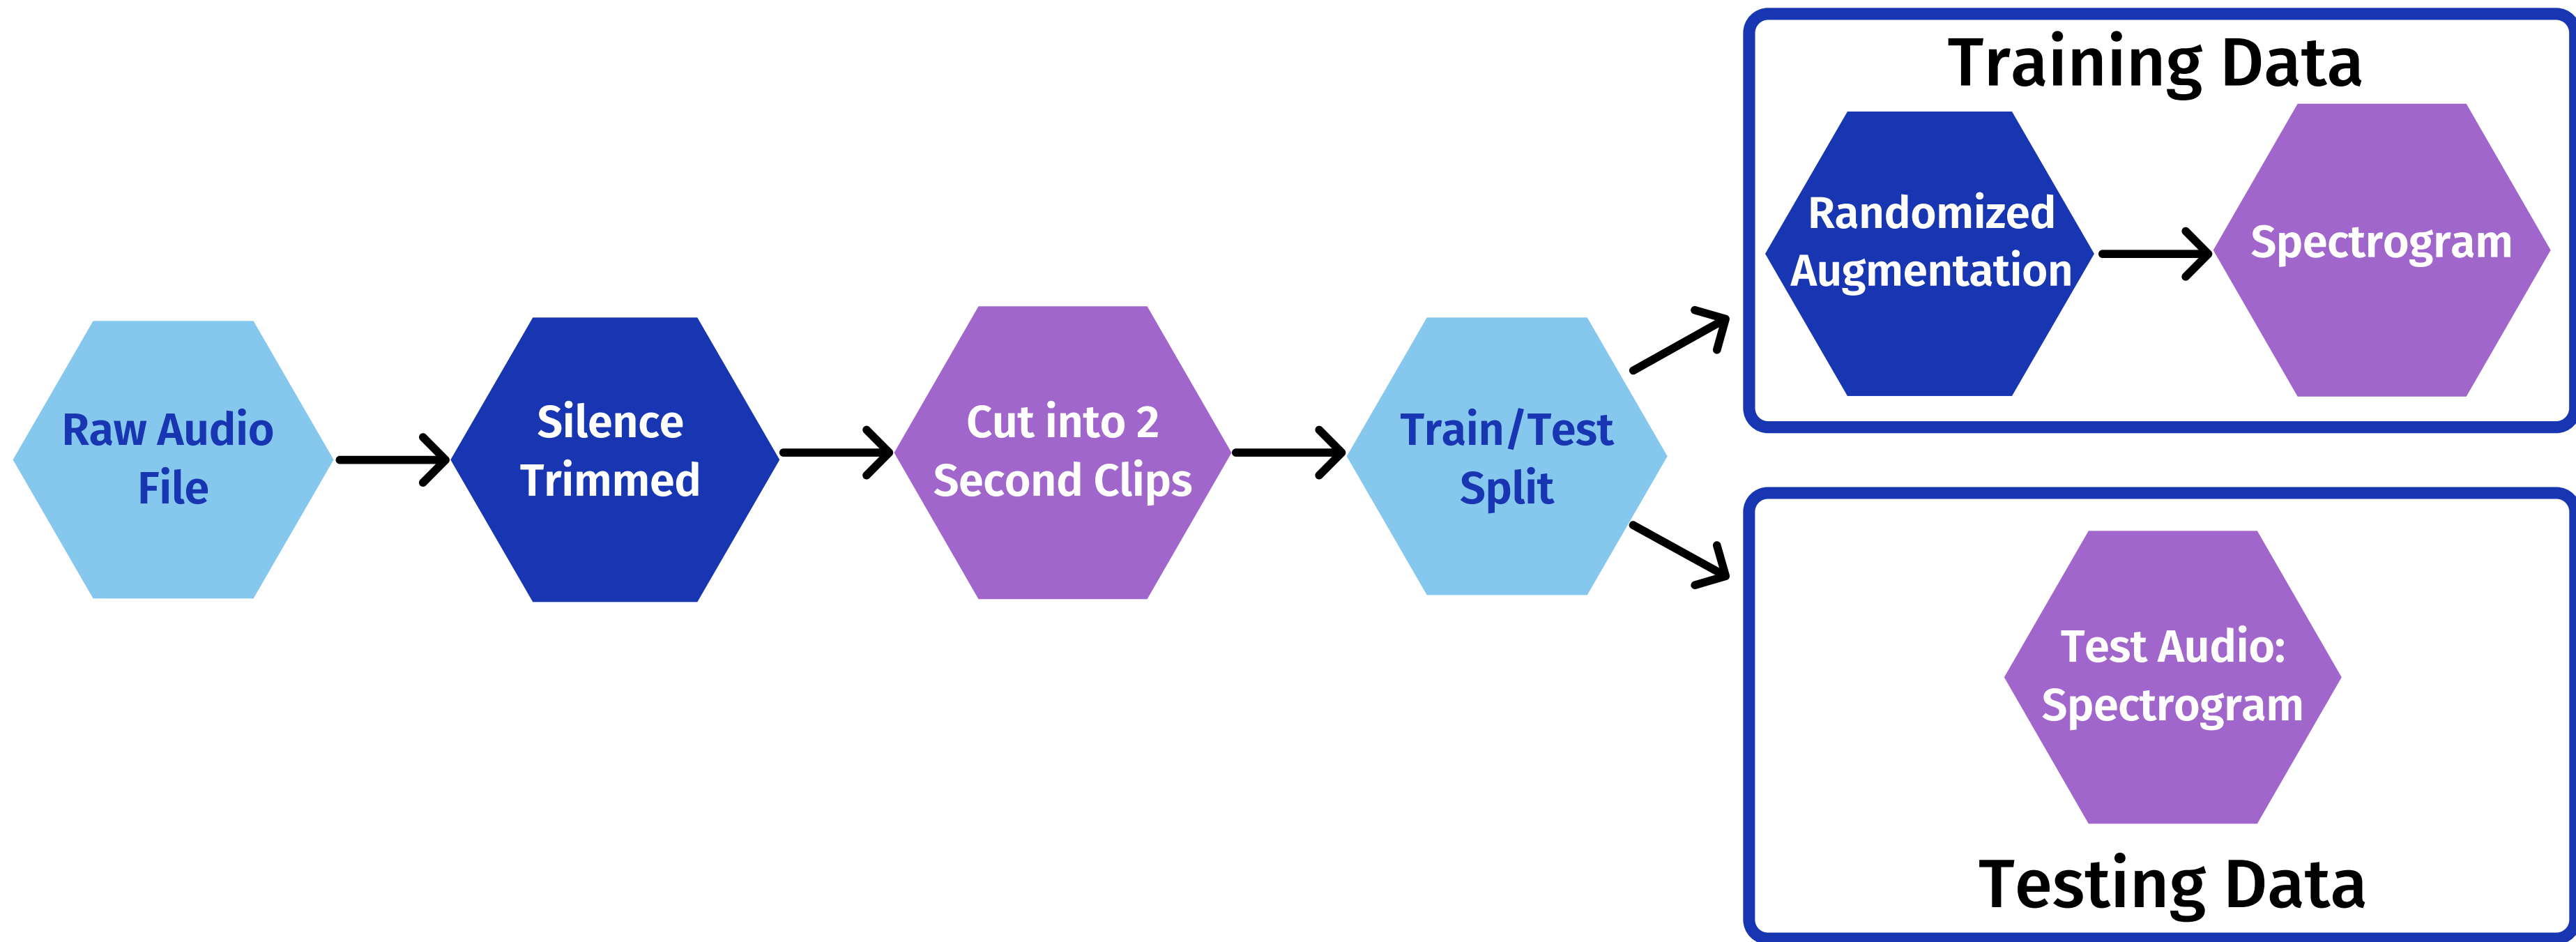 Raw Audio
File
Silence
Trimmed
Cut into 2
Second Clips
Train/Test
Split
Training Data
Randomized
Augmentation
Spectrogram
Test Audio:
Spectrogram
Testing Data